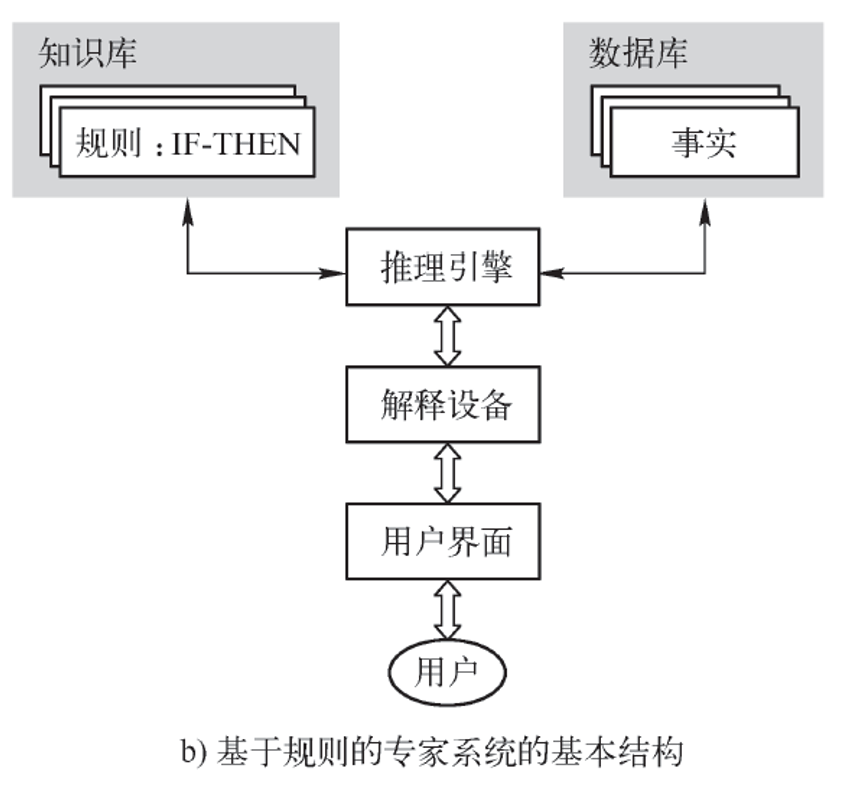 知识库
数据库
规则：IF-THEN
事实
推理引擎
解释设备
用户界面
用户
b) 基于规则的专家系统的基本结构